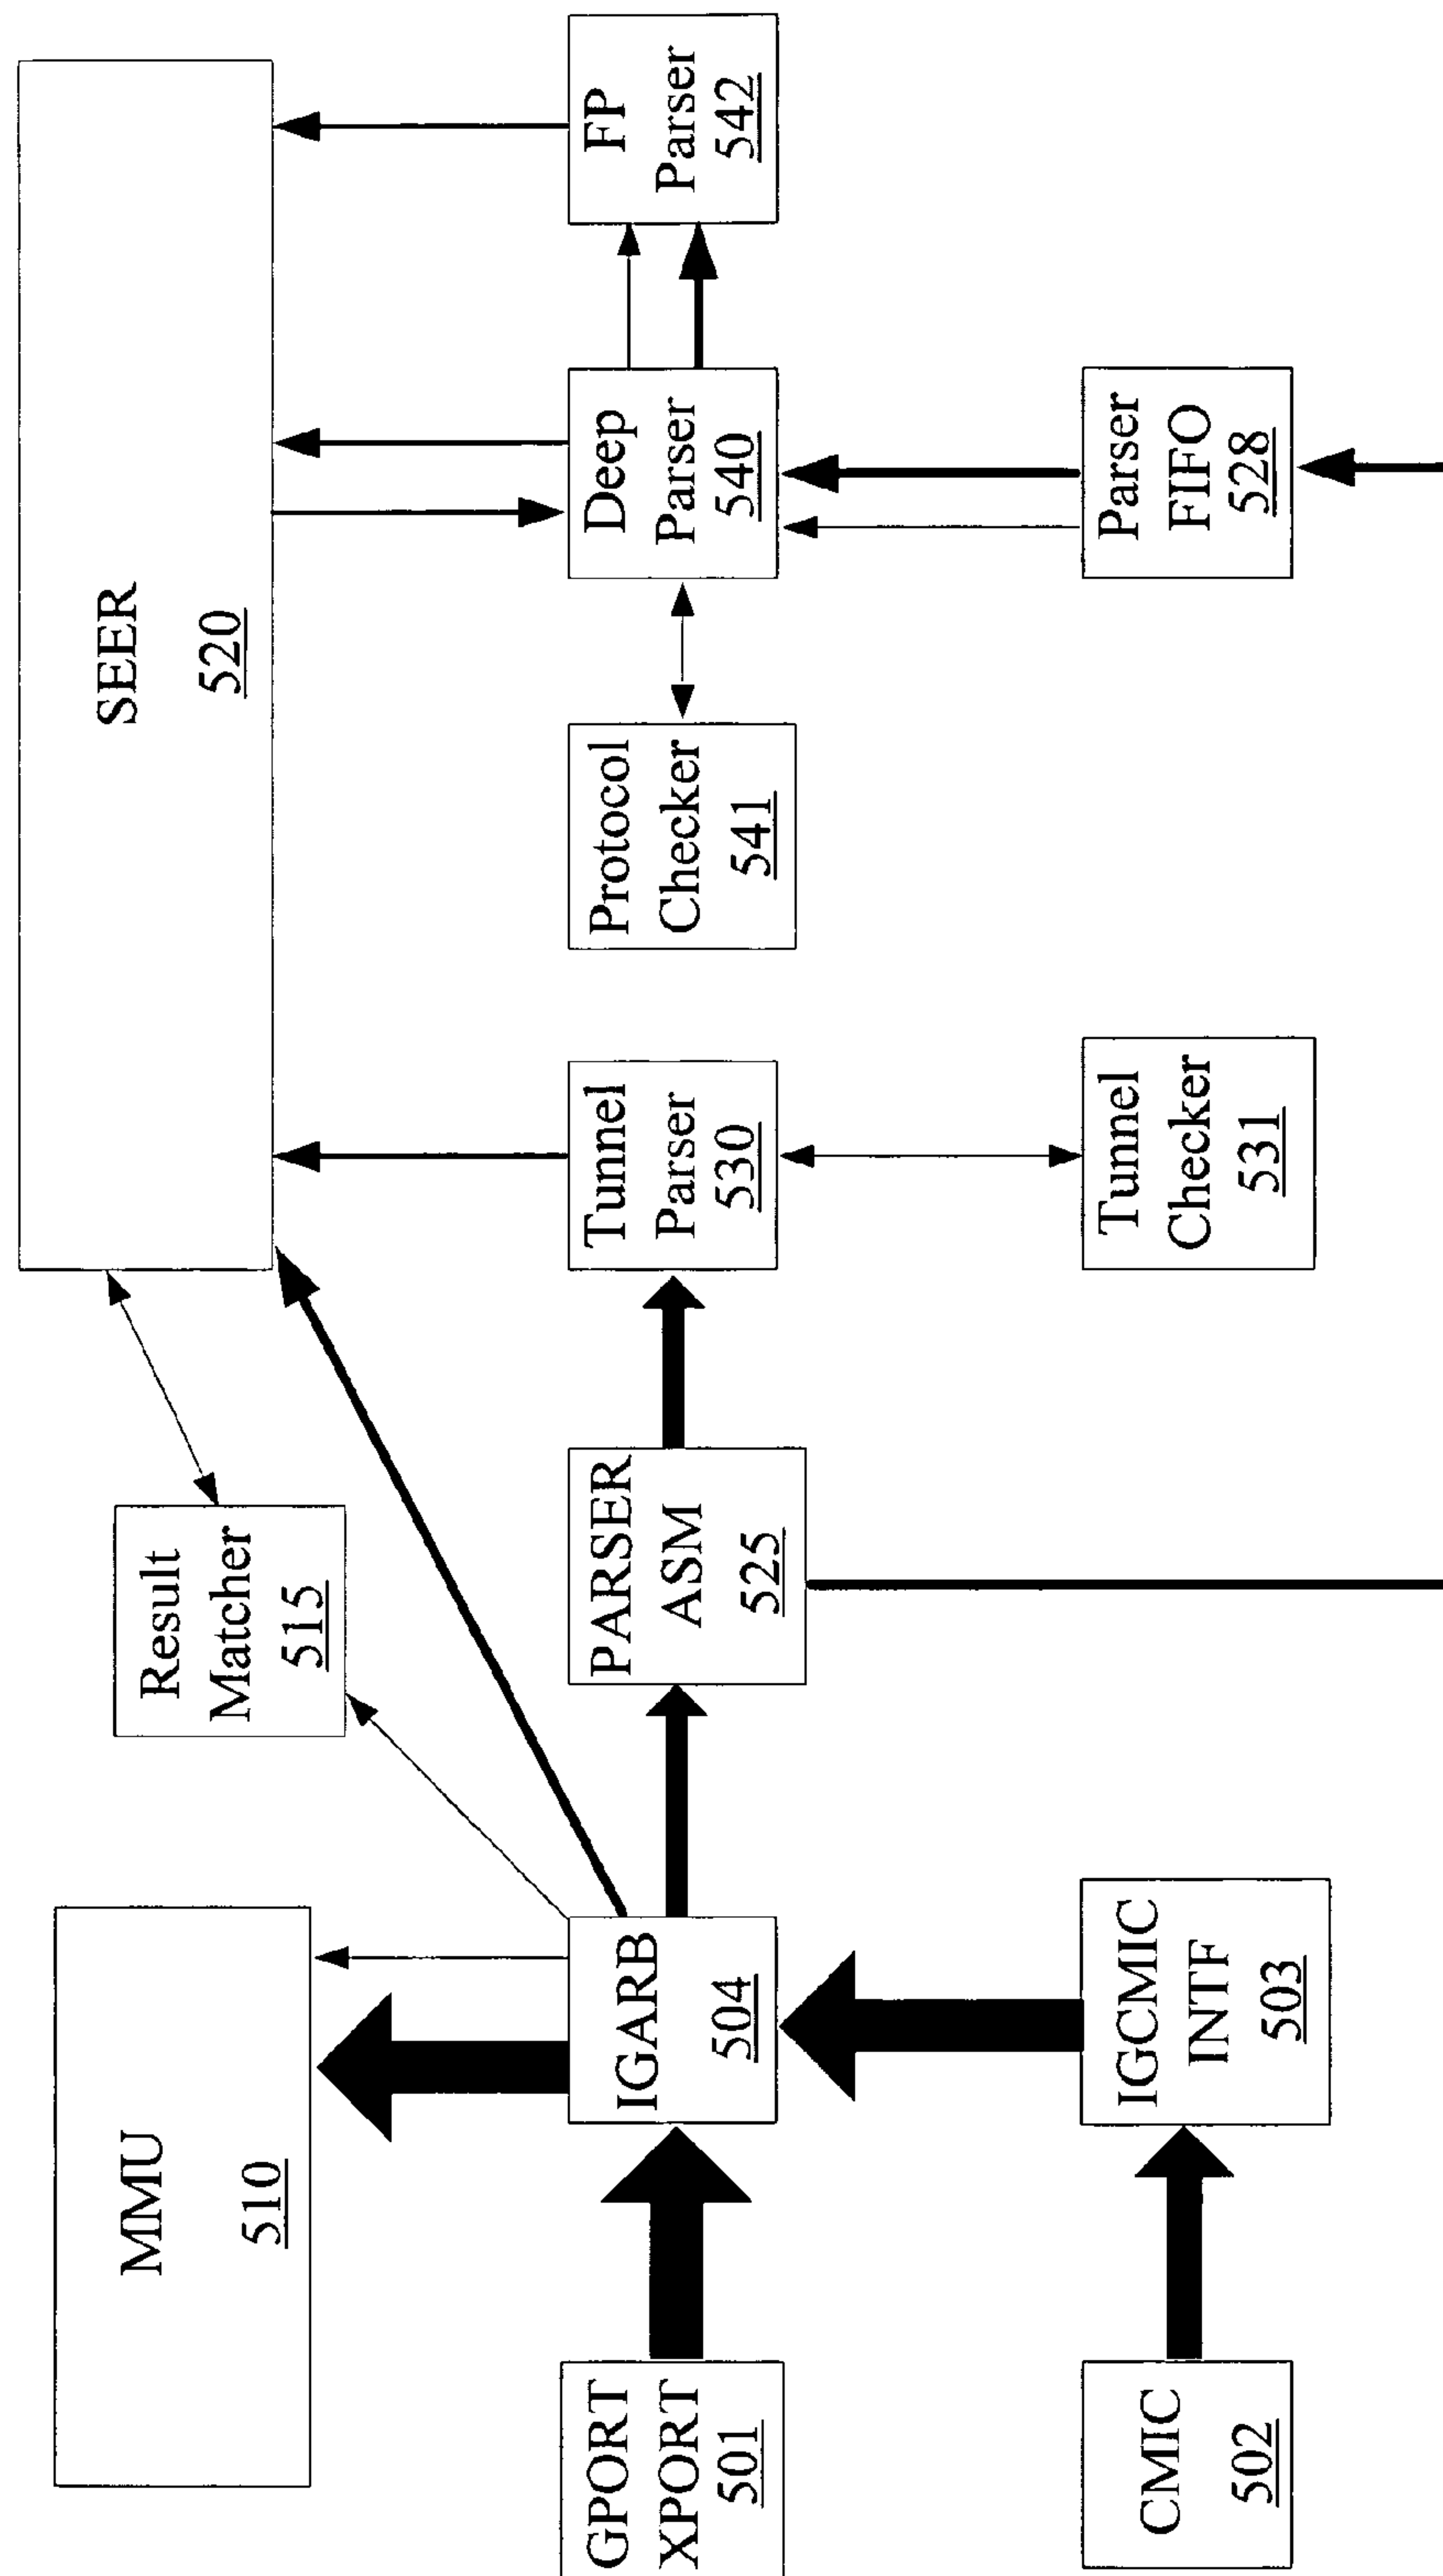 MMU
510
Result
Matcher
515
SEER
520
GPORT
XPORT
501
IGARB
504
PARSER
ASM
525
Tunnel
Parser
530
Protocol
Checker
541
Deep
Parser
540
FP
Parser
542
CMIC
502
IGCMIC
INTF
503
Tunnel
Checker
531
Parser
FIFO
528